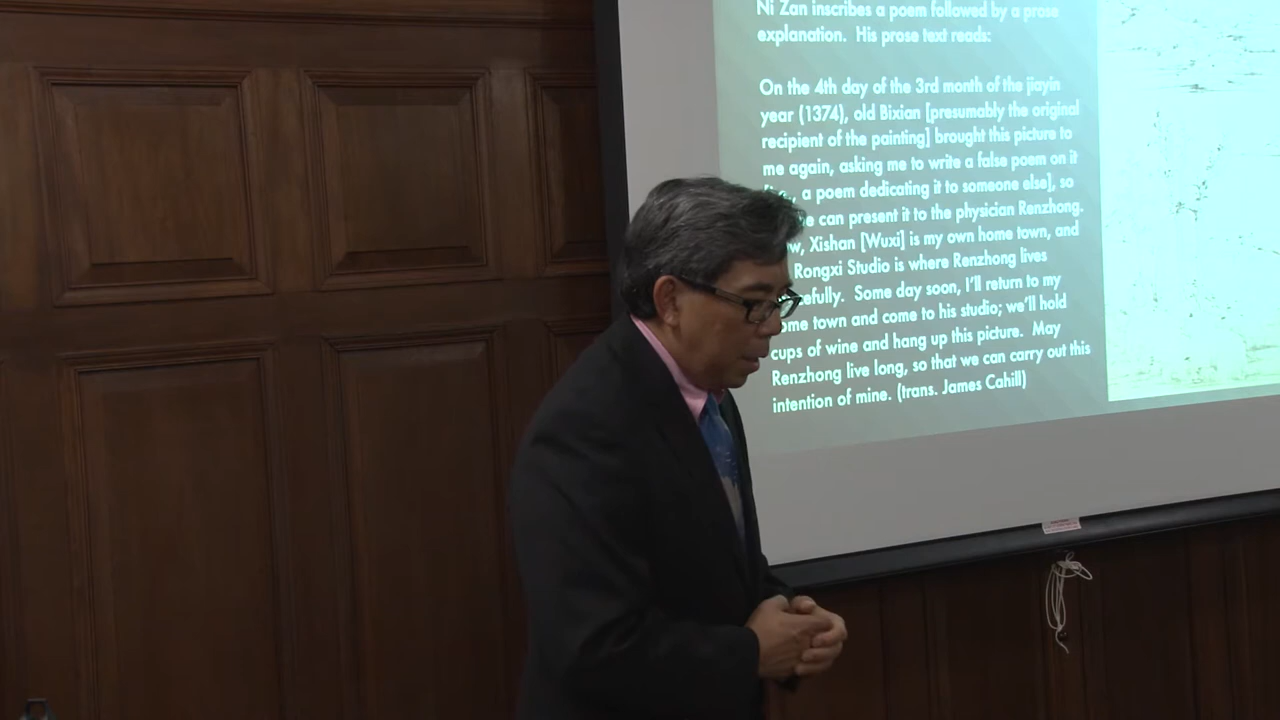 Ni Zan inscribes a poem followed by a prose
explanation. His prose text reads:
On the 4th day of the 3rd month of the jiayin
year (1374), old Bixian [presumably the original
recipient of the painting] brought this picture to
me again, asking me to write a false poem on it
a poem dedicating it to someone else], so
can present it to the physician Renzhong.
Xishan [Wuxi] is my own home town, and
Rongxi Studio is where Renzhong lives
Some day soon, I'll return to my
town and come to his studio; we'll hold
cups of wine and hang up this picture. May
Renzhong live long, so that we can carry out this
intention of mine. (trans. James Cahill)